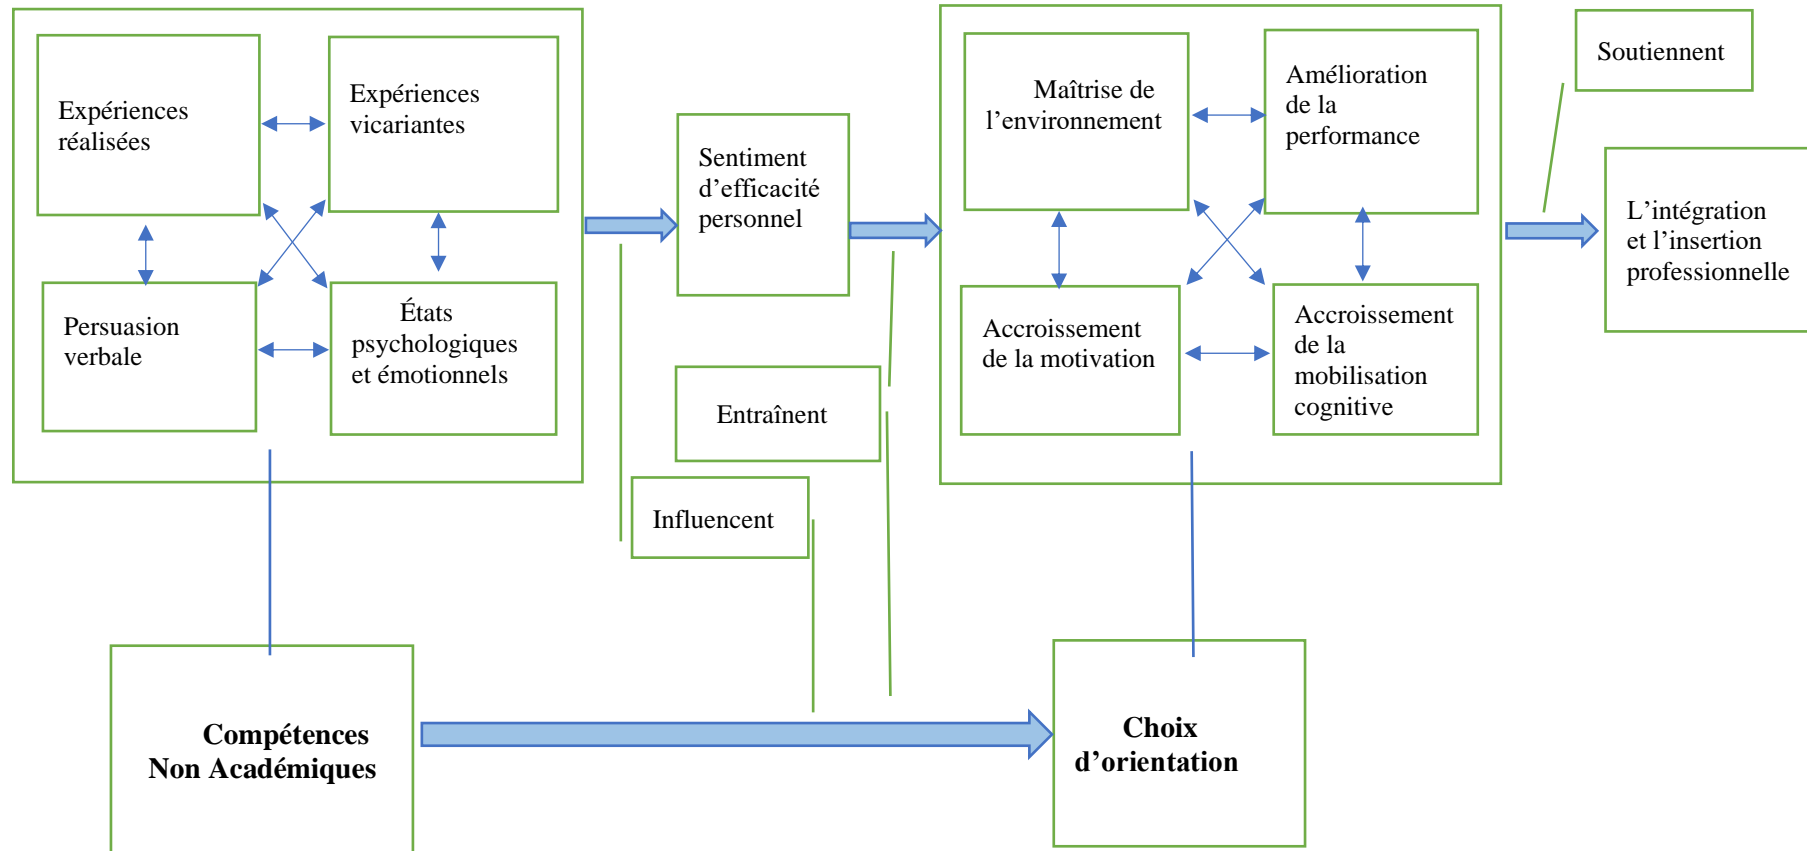 Expériences
réalisées
Expériences
vicariantes
Persuasion
verbale
États
psychologiques
et émotionnels
Sentiment
d’efficacité
personnel
Maîtrise de
l’environnement
Amélioration
de la
performance
Accroissement
de la motivation
Accroissement
de la
mobilisation
cognitive
Soutiennent
L’intégration
et l’insertion
professionnelle
Entraînent
Influencent
Compétences
Non Académiques
Choix
d’orientation